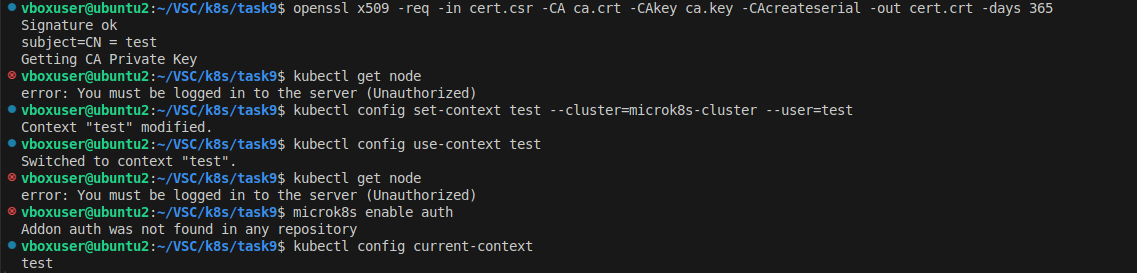 vboxuser@ubuntu2:~/VSC/k8s/task9$ openssl x509 -req -in cert.csr -CA ca.crt -CAkey ca.key -CAcreateserial -out cert.crt -days 365
Signature ok
subject=CN = test
Getting CA Private Key
vboxuser@ubuntu2:~/VSC/k8s/task9$ kubectl get node
error: You must be logged in to the server (Unauthorized)
vboxuser@ubuntu2:~/VSC/k8s/task9$ kubectl config set-context test --cluster=microk8s-cluster --user=test
Context "test" modified.
vboxuser@ubuntu2:~/VSC/k8s/task9$ kubectl config use-context test
Switched to context "test".
vboxuser@ubuntu2:~/VSC/k8s/task9$ kubectl get node
error: You must be logged in to the server (Unauthorized)
vboxuser@ubuntu2:~/VSC/k8s/task9$ microk8s enable auth
Addon auth was not found in any repository
vboxuser@ubuntu2:~/VSC/k8s/task9$ kubectl config current-context
test